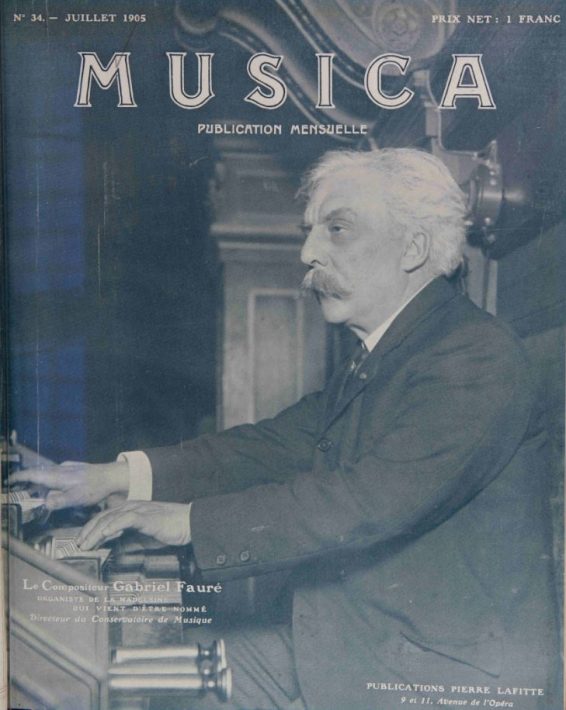 N° 34. — JUILLET 1905
PRIX NET : 1 FRANC
MUSICA
PUBLICATION MENSUELLE
Le Compositeur Gabriel Fauré
ORGANISTE DE LA MADELEINE
QUI VIENT D'ÊTRE NOMMÉ
Directeur du Conservatoire de Musique
PUBLICATIONS PIERRE LAFITTE
9 et 11, Avenue de l'Opéra